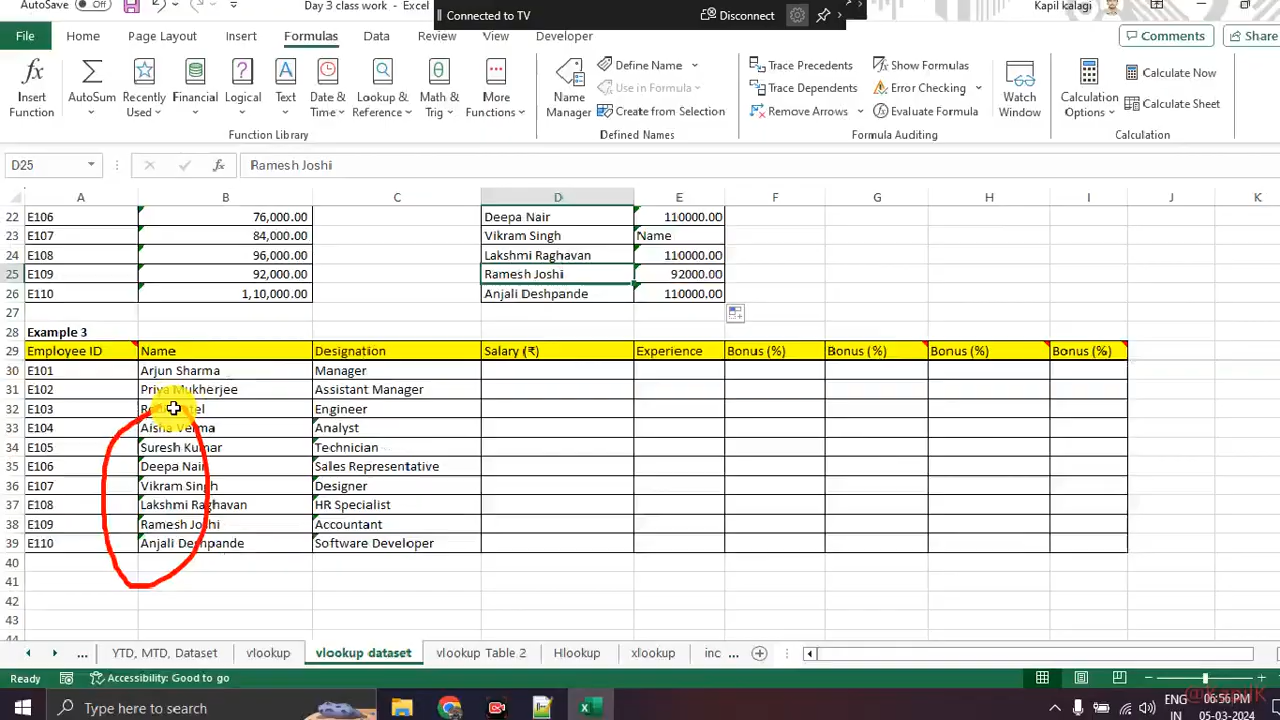 AutoSave
Day 3 class work - Excel
Connected to TV
Disconnect
Kapil kalagi
File Home Page Layout Insert Formulas Data Review View Developer
Comments Share
Insert Function
AutoSum
Recently Used
Financial
Logical
Text
Date & Time
Lookup & Reference
Math & Trig
More Functions
Function Library
Name Manager
Define Name
Use in Formula
Create from Selection
Defined Names
Trace Precedents
Trace Dependents
Remove Arrows
Show Formulas
Error Checking
Evaluate Formula
Formula Auditing
Watch Window
Calculation Options
Calculate Now
Calculate Sheet
Calculation
D25 fx Ramesh Joshi
A B C D E F G H I J K
22 E106 76,000.00 Deepa Nair 110000.00
23 E107 84,000.00 Vikram Singh Name
24 E108 96,000.00 Lakshmi Raghavan 110000.00
25 E109 92,000.00 Ramesh Joshi 92000.00
26 E110 1,10,000.00 Anjali Deshpande 110000.00
27
28 Example 3
29 Employee ID Name Designatiion Salary (₹) Experience Bonus (%) Bonus (%) Bonus (%) Bonus (%)
30 E101 Arjun Sharma Manager
31 E102 Priya Mukherjee Assistant Manager
32 E103 Engineer
33 E104 Aisha Verma Analyst
34 E105 Suresh Kumar Technician
35 E106 Deepa Nair Sales Representative
36 E107 Vikram Singh Designer
37 E108 Lakshmi Raghavan HR Specialist
38 E109 Ramesh Joshi Accountant
39 E110 Anjali Deshpande Software Developer
40
41
42
43
44
... YTD, MTD, Dataset vlookup vlookup dataset vlookup Table 2 Hlookup xlookup inc ...
Ready Accessibility: Good to go
@KapilK
Type here to search
ENG
IN
06:56 PM
05-03-2024